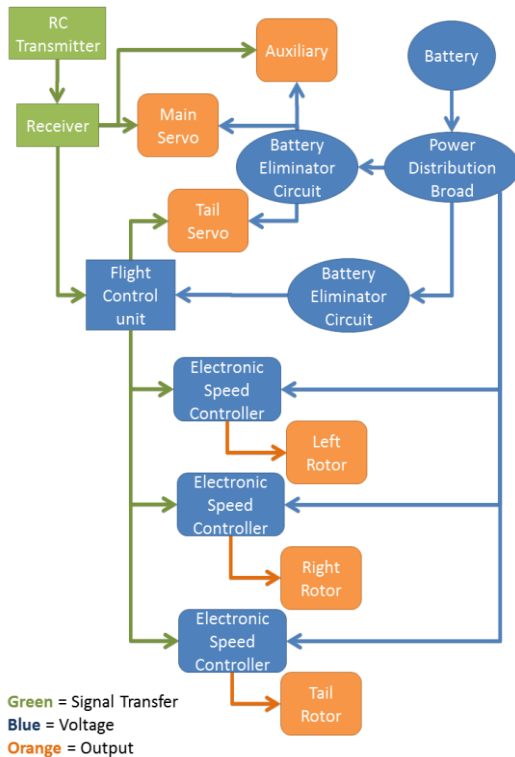 RC
Transmitter
Auxiliary
Battery
Receiver
Main
Servo
Battery
Eliminator
Circuit
Power
Distribution
Broad
Tail
Servo
Flight
Control
unit
Battery
Eliminator
Circuit
Electronic
Speed
Controller
Left
Rotor
Electronic
Speed
Controller
Right
Rotor
Electronic
Speed
Controller
Tail
Rotor
Green = Signal Transfer
Blue = Voltage
Orange = Output